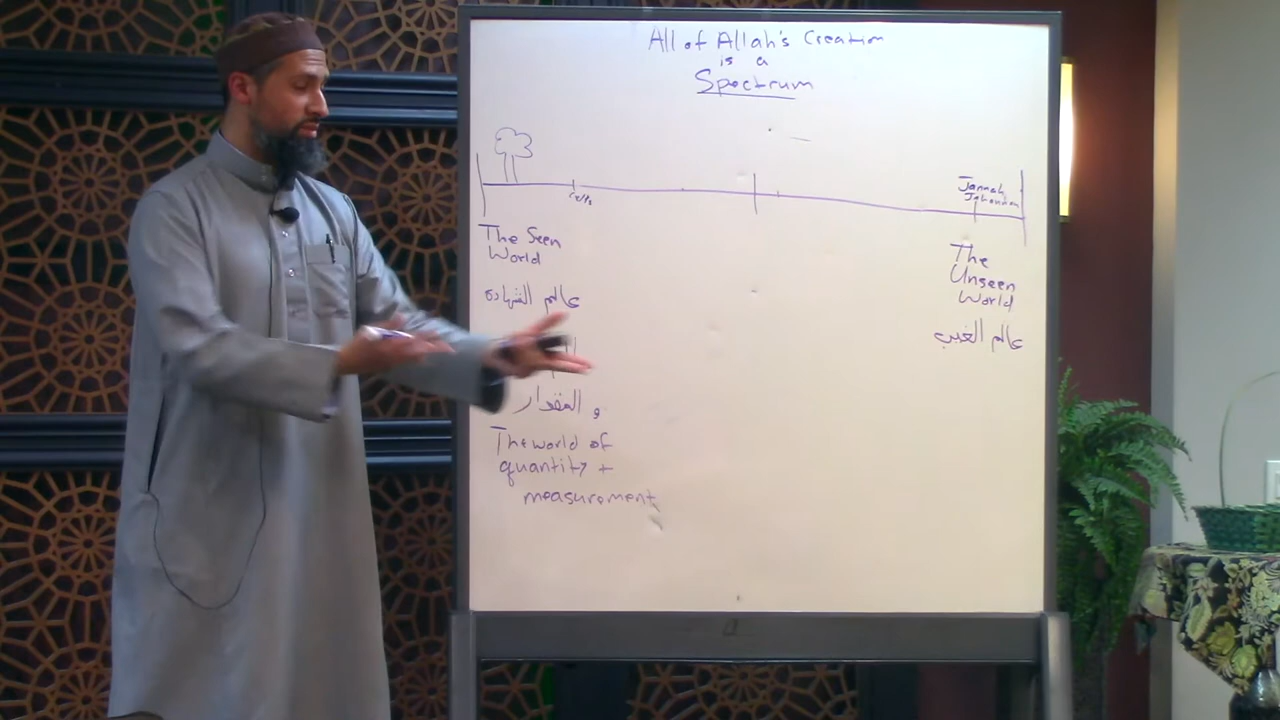 All of Allah's Creation
is a
Spectrum
cells
Jannah
Jahannam
The Seen
World
عالم الشهادة
و المقدار
The world of
quantity +
measurement
The
Unseen
World
عالم الغيب